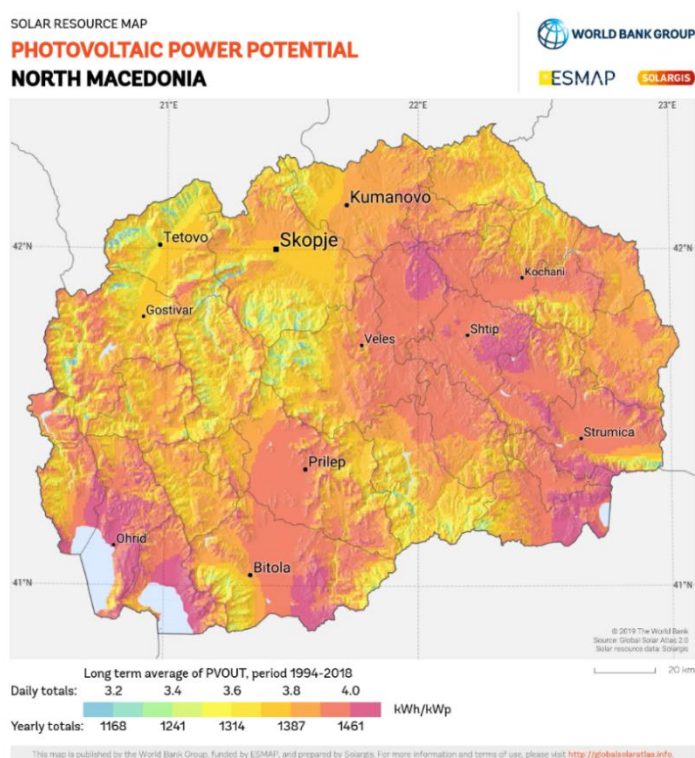 SOLAR RESOURCE MAP
PHOTOVOLTAIC POWER POTENTIAL
NORTH MACEDONIA
WORLD BANK GROUP
ESMAP
SOLARGIS
21°E
22°E
23°E
Kumanovo
Tetovo
Skopje
42°N
42°N
Kochani
Gostivar
Veles
Shtip
Strumica
Prilep
Ohrid
Bitola
41°N
41°N
© 2019 The World Bank
Source: Global Solar Atlas 2.0
Solar resource data: Solargis
20 km
Long term average of PVOUT, period 1994-2018
Daily totals: 3.2 3.4 3.6 3.8 4.0
kWh/kWp
Yearly totals: 1168 1241 1314 1387 1461
This map is published by the World Bank Group, funded by ESMAP, and prepared by Solargis. For more information and terms of use, please visit http://globalsolaratlas.info.